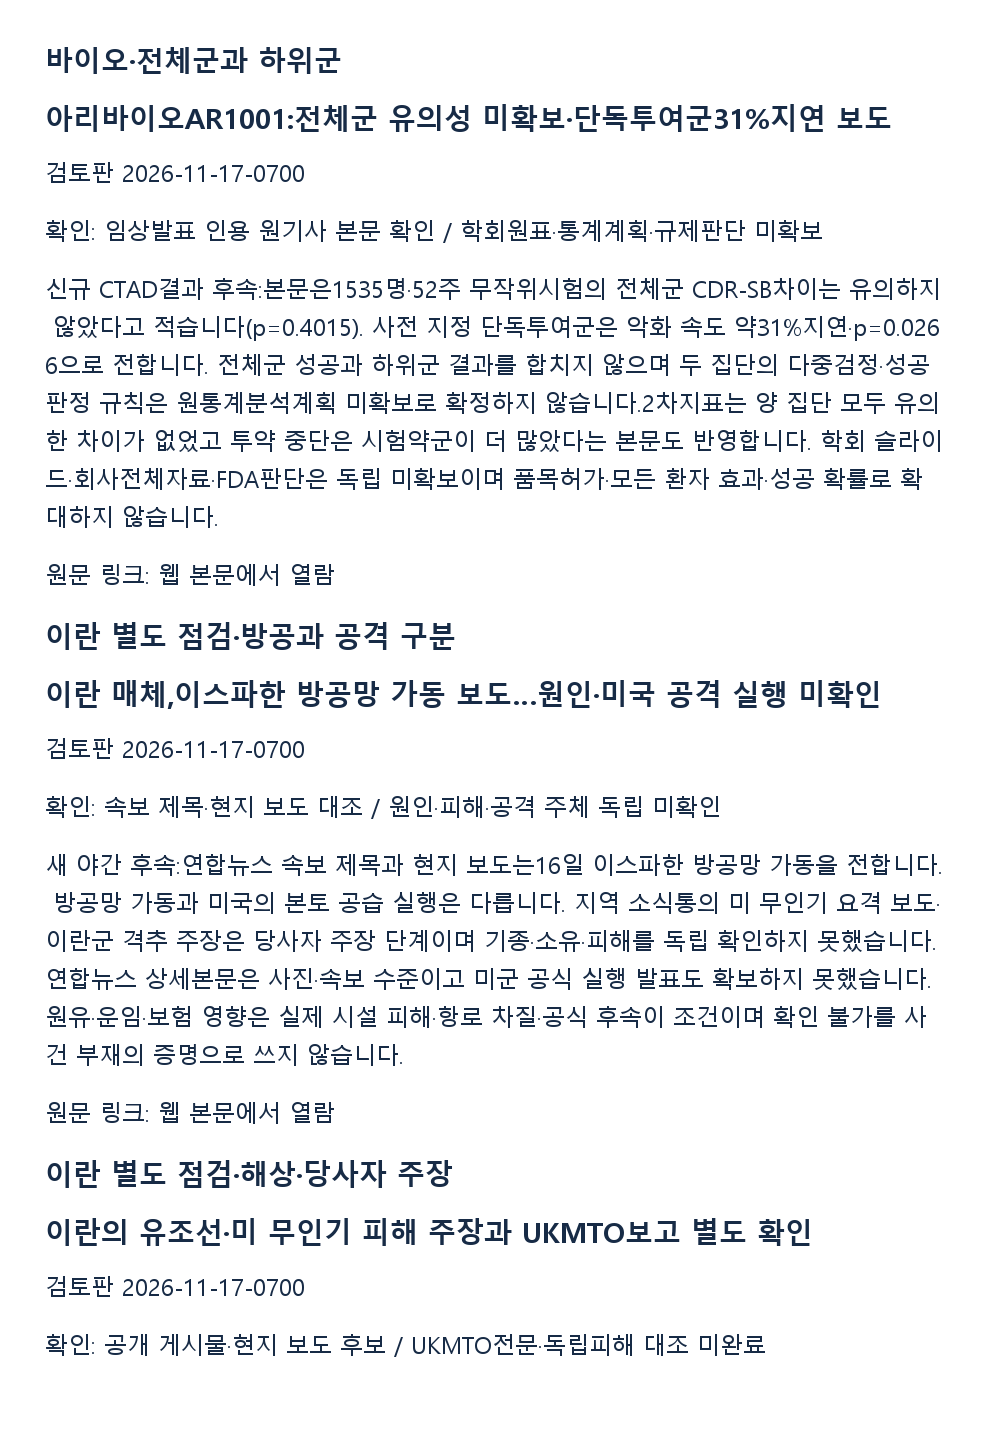 바이오·전체군과 하위군
아리바이오AR1001:전체군 유의성 미확보·단독투여군31%지연 보도
검토판 2026-11-17-0700
확인: 임상발표 인용 원기사 본문 확인 / 학회원표·통계계획·규제판단 미확보
신규 CTAD결과 후속:본문은1535명·52주 무작위시험의 전체군 CDR-SB차이는 유의하지
않았다고 적습니다(p=0.4015). 사전 지정 단독투여군은 악화 속도 약31%지연·p=0.026
6으로 전합니다. 전체군 성공과 하위군 결과를 합치지 않으며 두 집단의 다중검정·성공
판정 규칙은 원통계분석계획 미확보로 확정하지 않습니다.2차지표는 양 집단 모두 유의
한 차이가 없었고 투약 중단은 시험약군이 더 많았다는 본문도 반영합니다. 학회 슬라이
드·회사전체자료·FDA판단은 독립 미확보이며 품목허가·모든 환자 효과·성공 확률로 확
대하지 않습니다.
원문 링크: 웹 본문에서 열람
이란 별도 점검·방공과 공격 구분
이란 매체,이스파한 방공망 가동 보도…원인·미국 공격 실행 미확인
검토판 2026-11-17-0700
확인: 속보 제목·현지 보도 대조 / 원인·피해·공격 주체 독립 미확인
새 야간 후속:연합뉴스 속보 제목과 현지 보도는16일 이스파한 방공망 가동을 전합니다.
방공망 가동과 미국의 본토 공습 실행은 다릅니다. 지역 소식통의 미 무인기 요격 보도·
이란군 격추 주장은 당사자 주장 단계이며 기종·소유·피해를 독립 확인하지 못했습니다.
연합뉴스 상세본문은 사진·속보 수준이고 미군 공식 실행 발표도 확보하지 못했습니다.
원유·운임·보험 영향은 실제 시설 피해·항로 차질·공식 후속이 조건이며 확인 불가를 사
건 부재의 증명으로 쓰지 않습니다.
원문 링크: 웹 본문에서 열람
이란 별도 점검·해상·당사자 주장
이란의 유조선·미 무인기 피해 주장과 UKMTO보고 별도 확인
검토판 2026-11-17-0700
확인: 공개 게시물·현지 보도 후보 / UKMTO전문·독립피해 대조 미완료